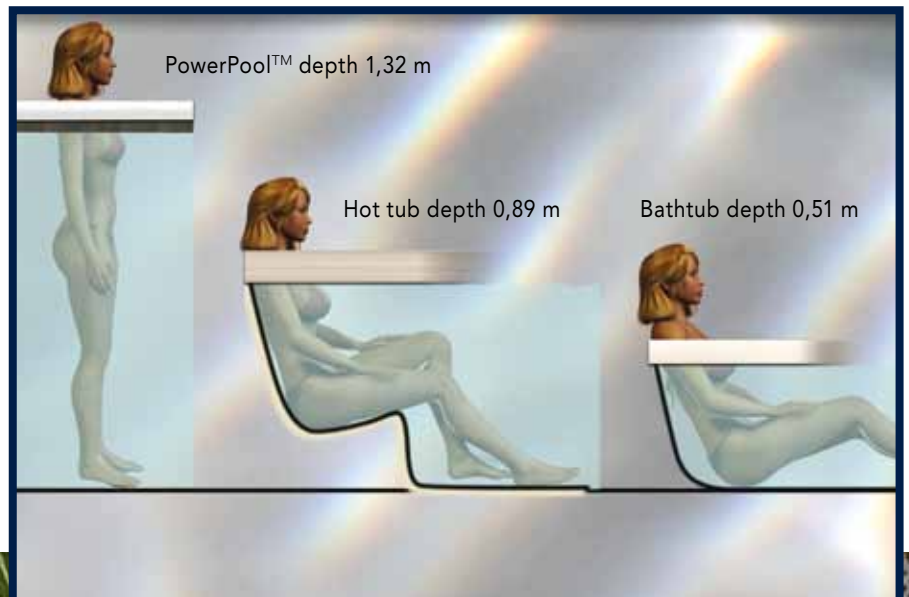 PowerPool™ depth 1,32 m
Hot tub depth 0,89 m
Bathtub depth 0,51 m